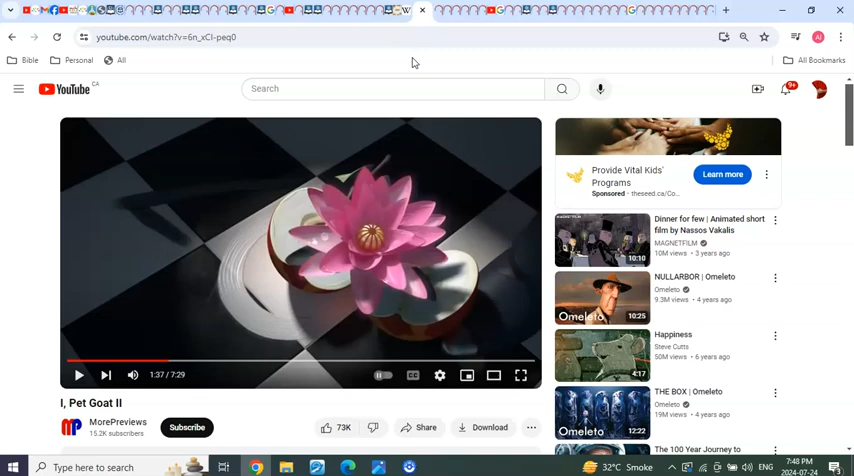 youtube.com/watch?v=6n_xCI-peq0
AI
Bible
Personal
All
All Bookmarks
YouTube CA
Search
9+
Provide Vital Kids'
Programs
Sponsored • theseed.ca/Co...
Learn more
MAGNETFILM
10:10
Dinner for few | Animated short
film by Nassos Vakalis
MAGNETFILM
10M views • 3 years ago
Omeleto
10:25
NULLARBOR | Omeleto
Omeleto
9.3M views • 4 years ago
4:17
Happiness
Steve Cutts
50M views • 6 years ago
Omeleto
12:22
THE BOX | Omeleto
Omeleto
19M views • 4 years ago
The 100 Year Journey to
1:37 / 7:29
CC
I, Pet Goat II
MorePreviews
15.2K subscribers
Subscribe
73K
Share
Download
Type here to search
32°C Smoke
ENG
7:48 PM
2024-07-24
3